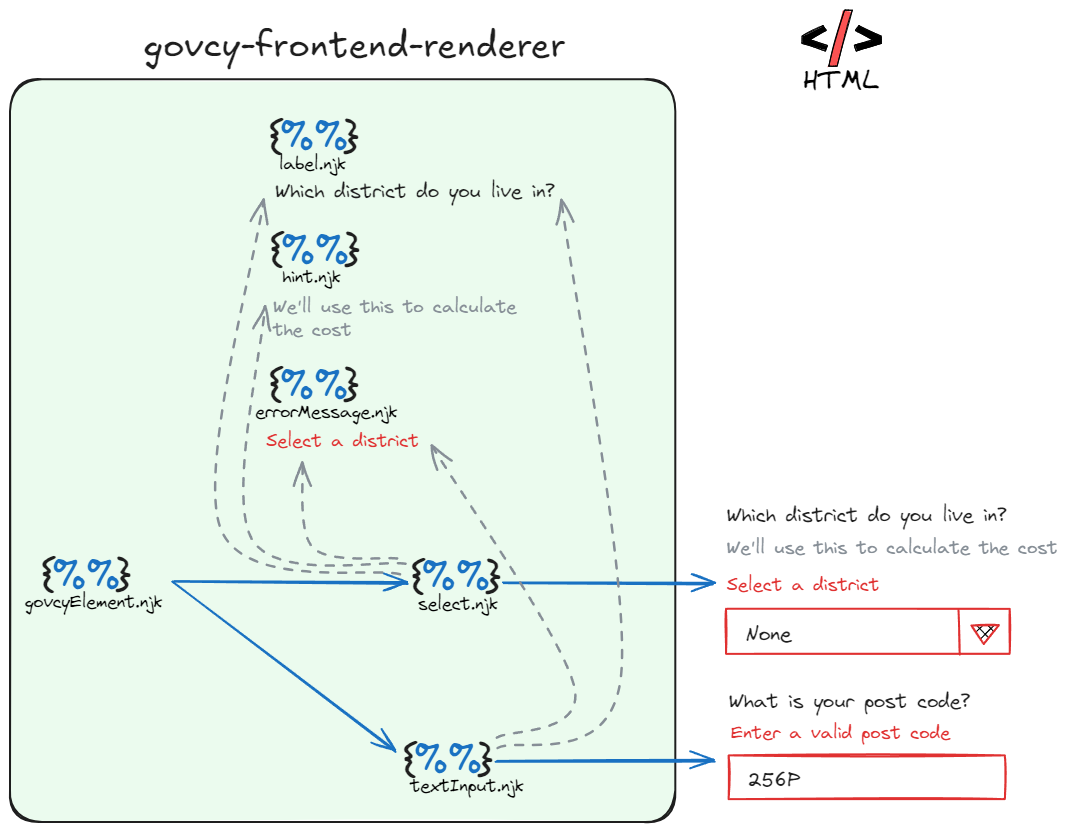 govcy-frontend-renderer
</>
HTML
{%%}
label.njk
Which district do you live in?
{%%}
hint.njk
We'll use this to calculate
the cost
{%%}
errorMessage.njk
Select a district
{%%}
govcyElement.njk
{%%}
select.njk
{%%}
textInput.njk
Which district do you live in?
We'll use this to calculate the cost
Select a district
None
What is your post code?
Enter a valid post code
256P